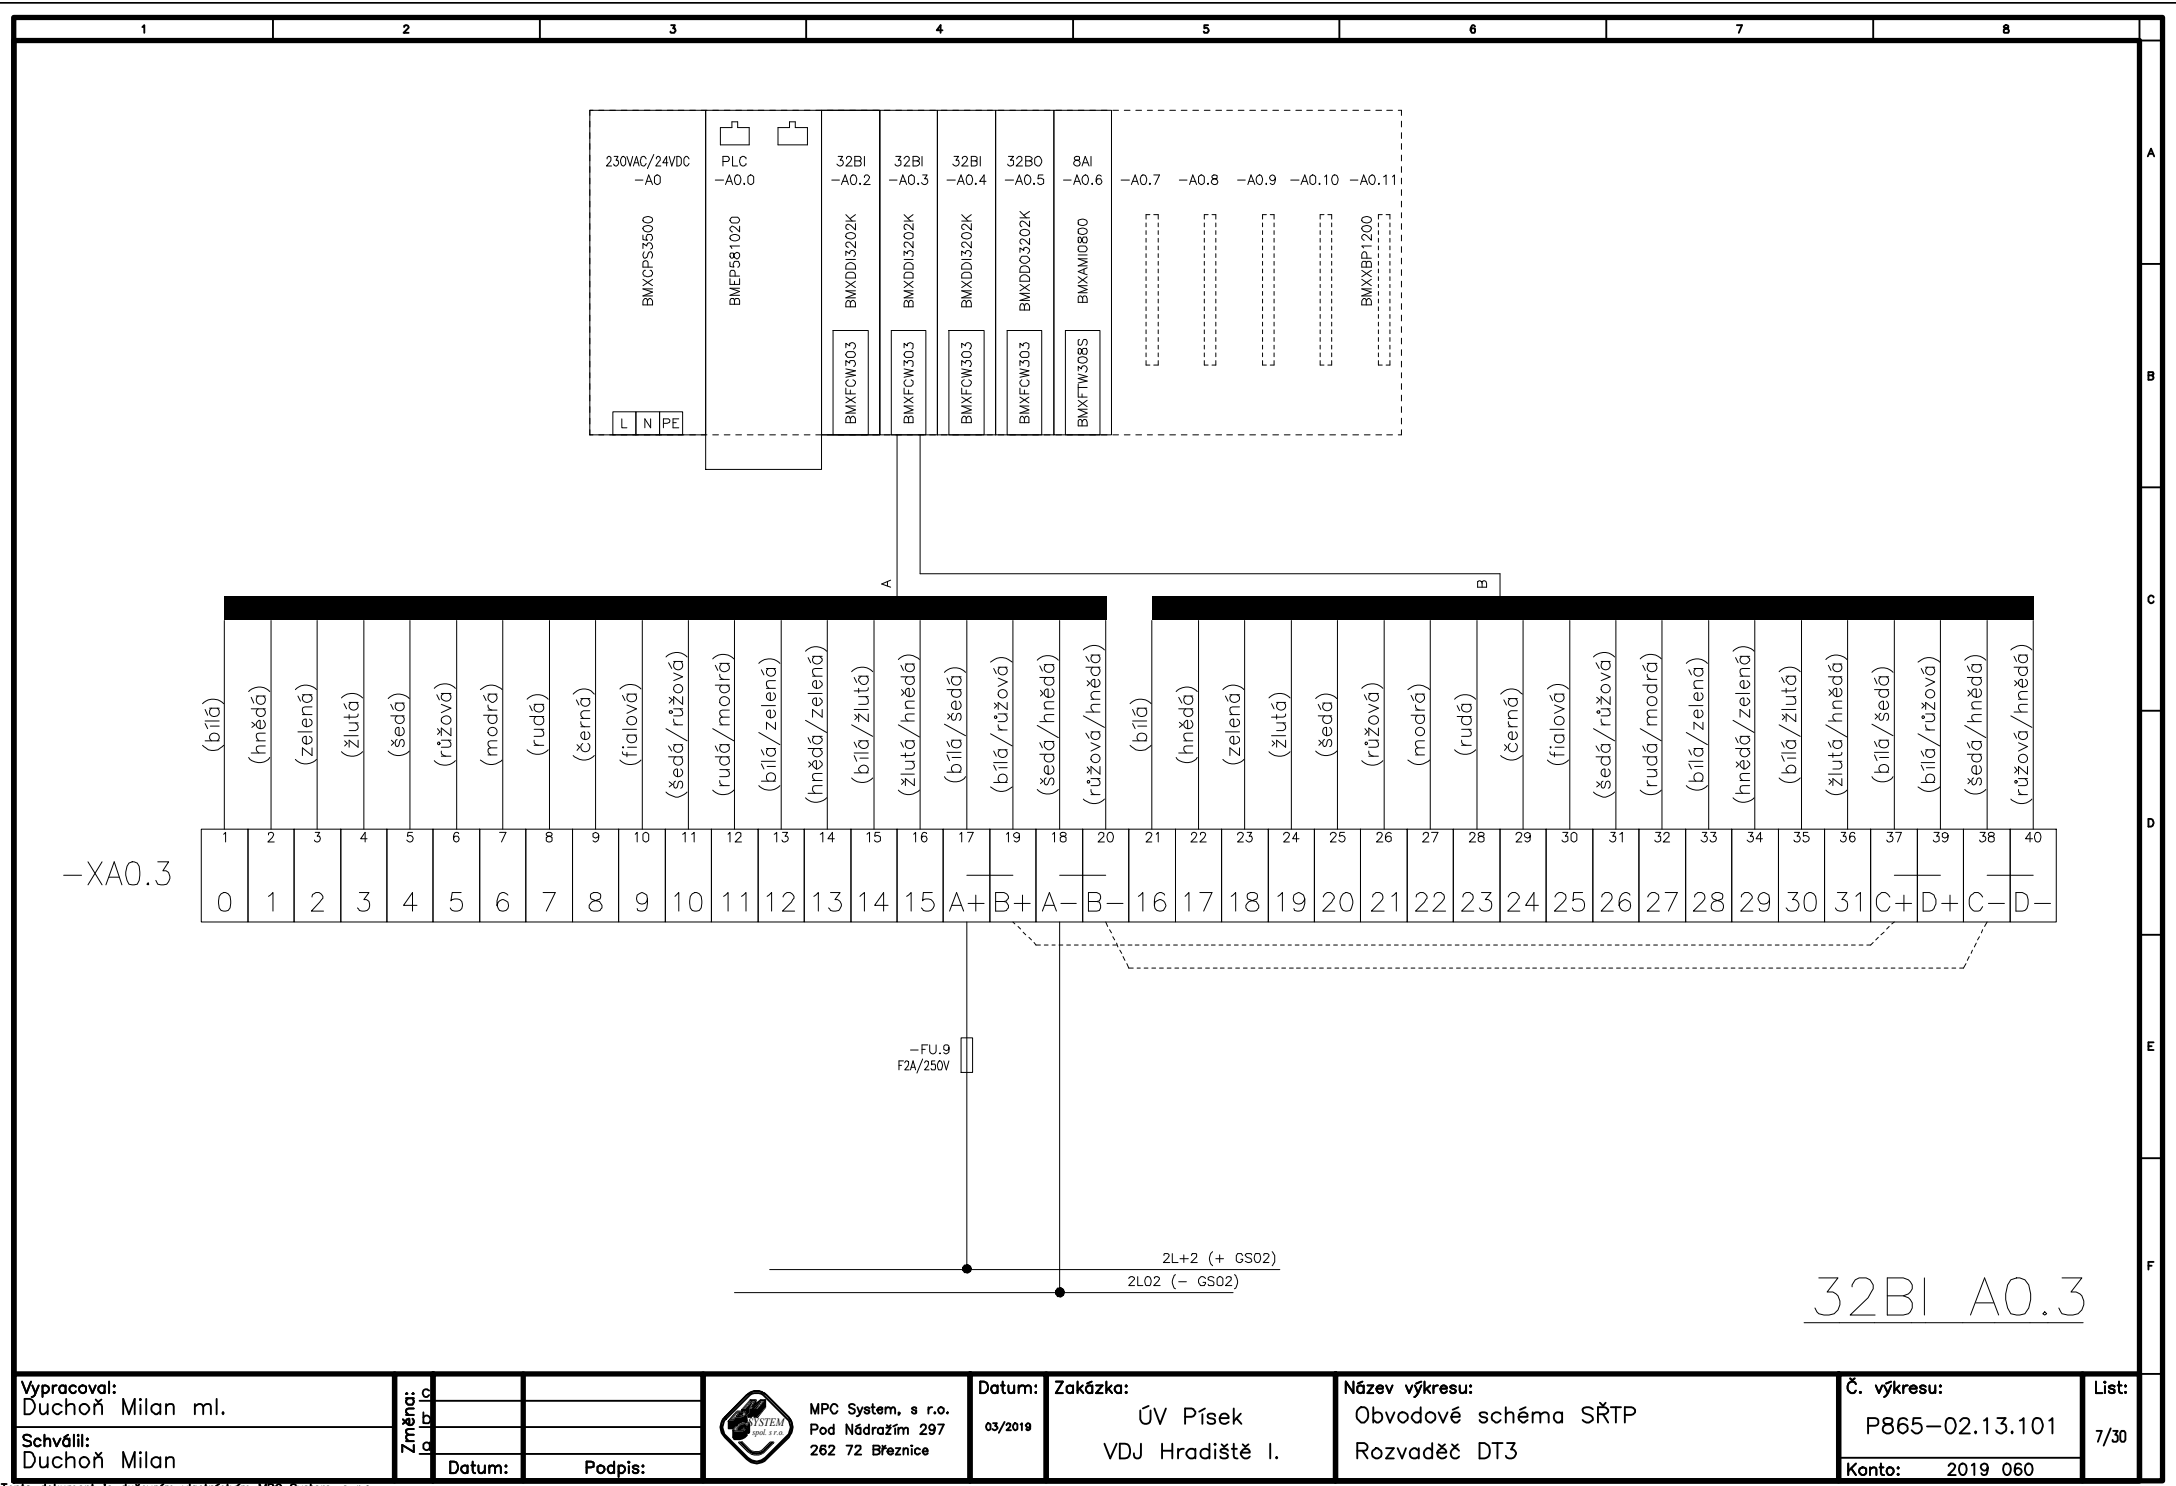 1 2 3 4 5 6 7 8
A
B
C
D
E
F
230VAC/24VDC PLC 32BI 32BI 32BI 32BO 8AI
-A0 -A0.0 -A0.2 -A0.3 -A0.4 -A0.5 -A0.6 -A0.7 -A0.8 -A0.9 -A0.10 -A0.11
BMXCPS3500 BMEP581020 BMXDDI3202K BMXDDI3202K BMXDDI3202K BMXDDO3202K BMXAMI0800 BMXXBP1200
BMXFCW303 BMXFCW303 BMXFCW303 BMXFCW303 BMXFTW308S
L N PE
A B
(bílá) (hnědá) (zelená) (žlutá) (šedá) (růžová) (modrá) (rudá) (černá) (fialová) (šedá/růžová) (rudá/modrá) (bílá/zelená) (hnědá/zelená) (bílá/žlutá) (žlutá/hnědá) (bílá/šedá) (bílá/růžová) (šedá/hnědá) (růžová/hnědá) (bílá) (hnědá) (zelená) (žlutá) (šedá) (růžová) (modrá) (rudá) (černá) (fialová) (šedá/růžová) (rudá/modrá) (bílá/zelená) (hnědá/zelená) (bílá/žlutá) (žlutá/hnědá) (bílá/šedá) (bílá/růžová) (šedá/hnědá) (růžová/hnědá)
1 2 3 4 5 6 7 8 9 10 11 12 13 14 15 16 17 19 18 20 21 22 23 24 25 26 27 28 29 30 31 32 33 34 35 36 37 39 38 40
-XA0.3
0 1 2 3 4 5 6 7 8 9 10 11 12 13 14 15 A+ B+ A- B- 16 17 18 19 20 21 22 23 24 25 26 27 28 29 30 31 C+ D+ C- D-
-FU.9
F2A/250V
2L+2 (+ GS02)
2L02 (- GS02)
32BI A0.3
Vypracoval:
Duchoň Milan ml.
Schválil:
Duchoň Milan
Změna:
c
b
a
Datum: Podpis:
SYSTEM
spol. s r.o.
MPC System, s r.o.
Pod Nádražím 297
262 72 Březnice
Datum:
03/2019
Zakázka:
ÚV Písek
VDJ Hradiště I.
Název výkresu:
Obvodové schéma SŘTP
Rozvaděč DT3
Č. výkresu:
P865-02.13.101
Konto: 2019 060
List:
7/30